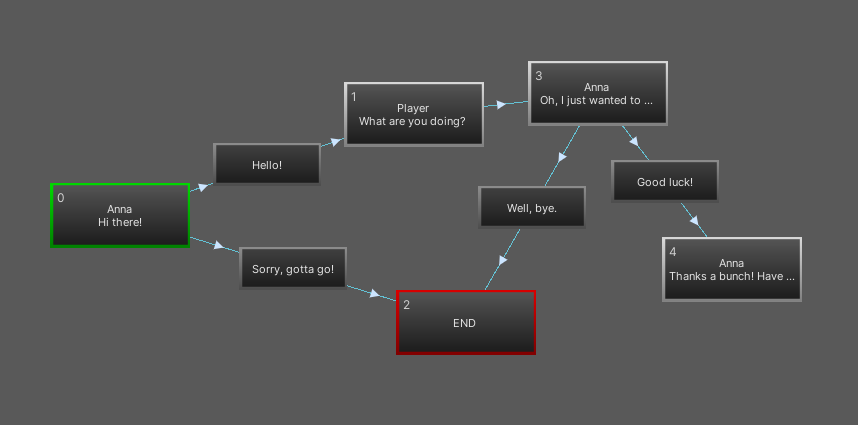 0
Anna
Hi there!
Hello!
Sorry, gotta go!
1
Player
What are you doing?
2
END
3
Anna
Oh, I just wanted to ...
Well, bye.
Good luck!
4
Anna
Thanks a bunch! Have ...